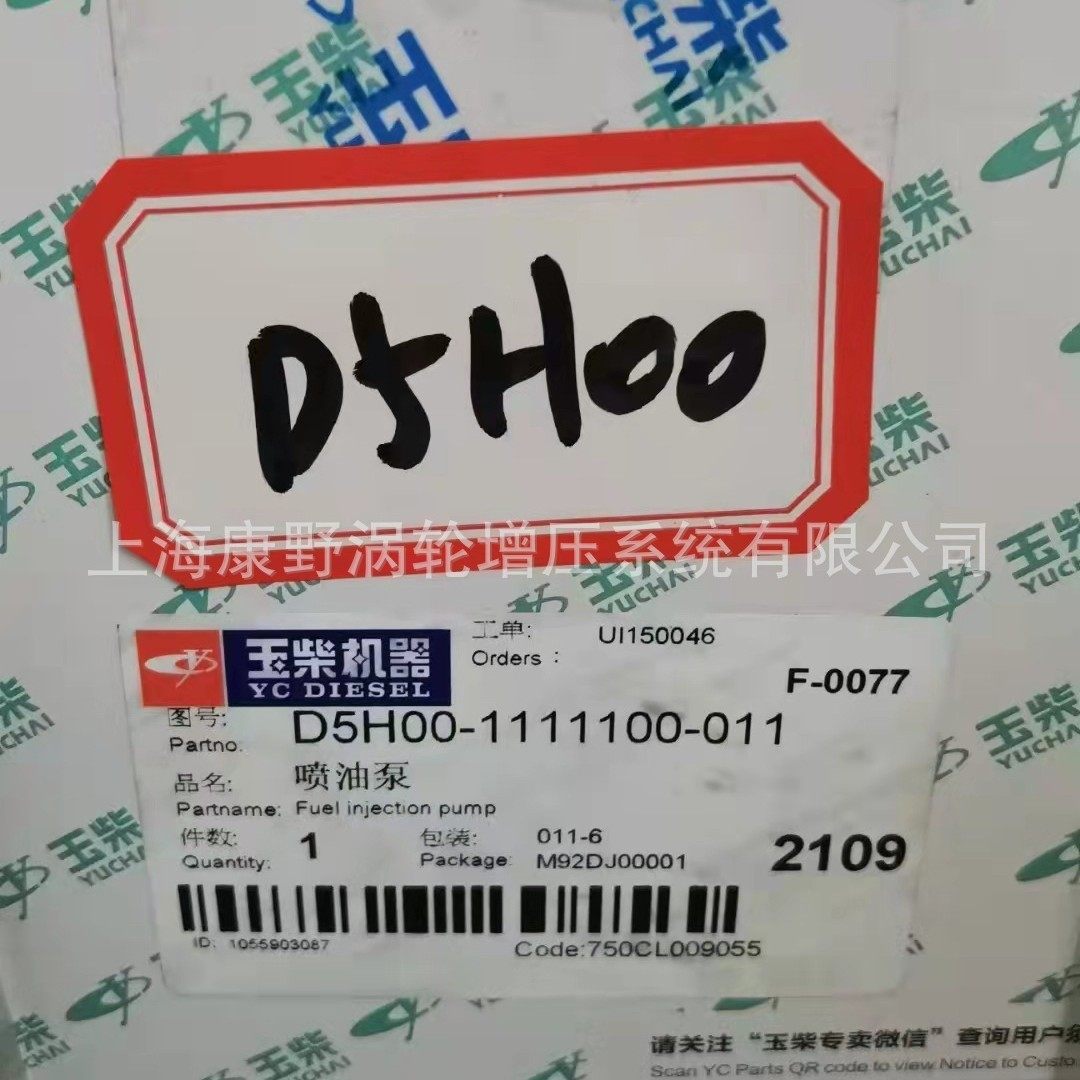 玉柴
YUCHAI
D5H00
上海康野涡轮增压系统有限公司
玉柴机器
YC DIESEL
工单: UI150046
Orders :
F-0077
图号: D5H00-1111100-011
Partno:
品名: 喷油泵
Partname: Fuel injection pump
件数: 1 包装: 011-6
Quantity: Package: M92DJ00001
2109
ID: 1055903087
Code:750CL009055
请关注“玉柴专卖微信”查询用户
Scan YC Parts QR code to view Notice to